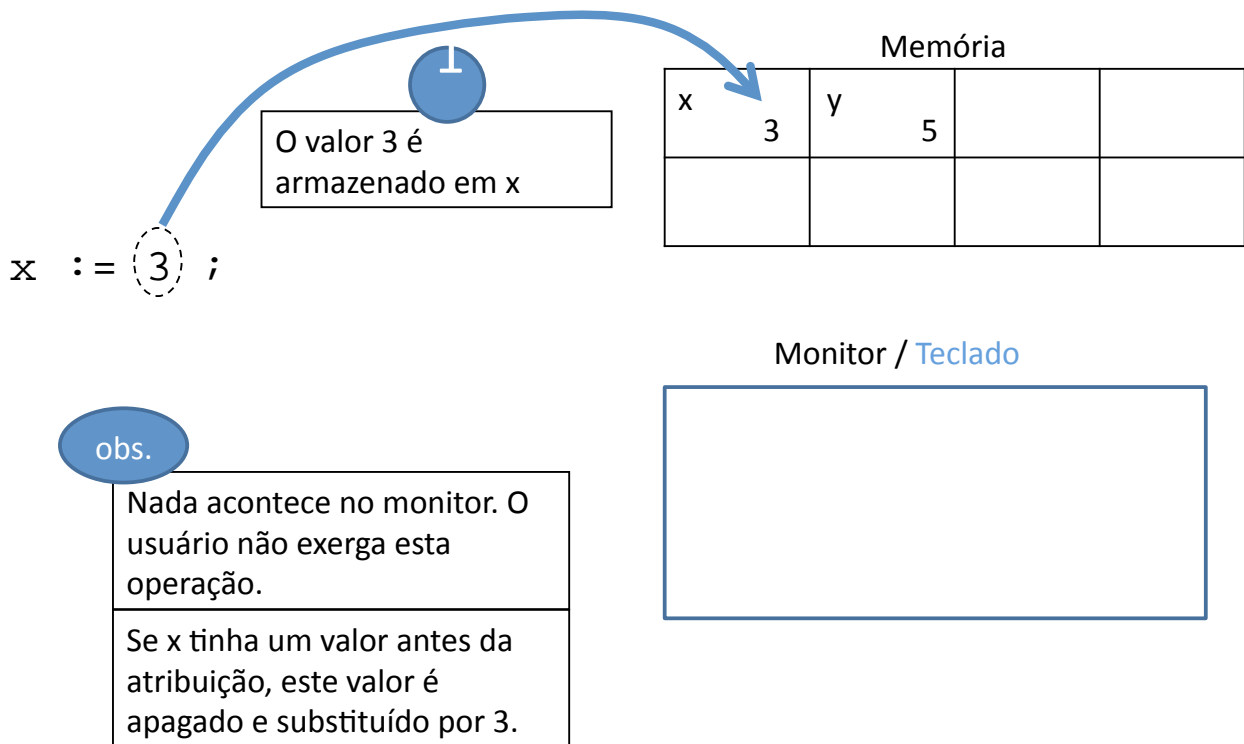 Memória
x
3
y
5
1
O valor 3 é
armazenado em x
x := 3 ;
Monitor / Teclado
obs.
Nada acontece no monitor. O
usuário não exerga esta
operação.
Se x tinha um valor antes da
atribuição, este valor é
apagado e substituído por 3.